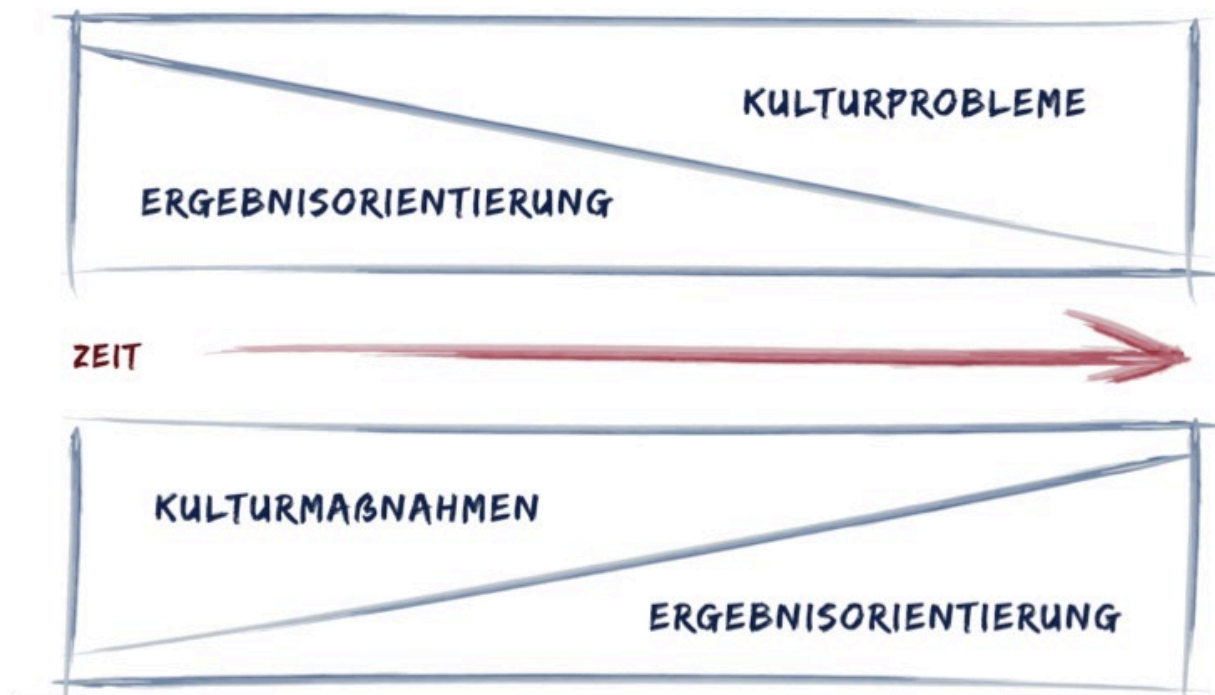 KULTURPROBLEME
ERGEBNISORIENTIERUNG
ZEIT
KULTURMAßNAHMEN
ERGEBNISORIENTIERUNG